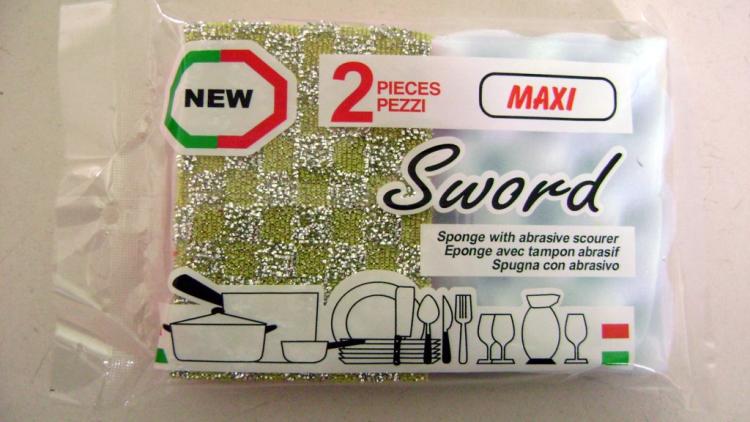 NEW
2 PIECES
PEZZI
MAXI
Sword
Sponge with abrasive scourer
Eponge avec tampon abrasif
Spugna con abrasivo